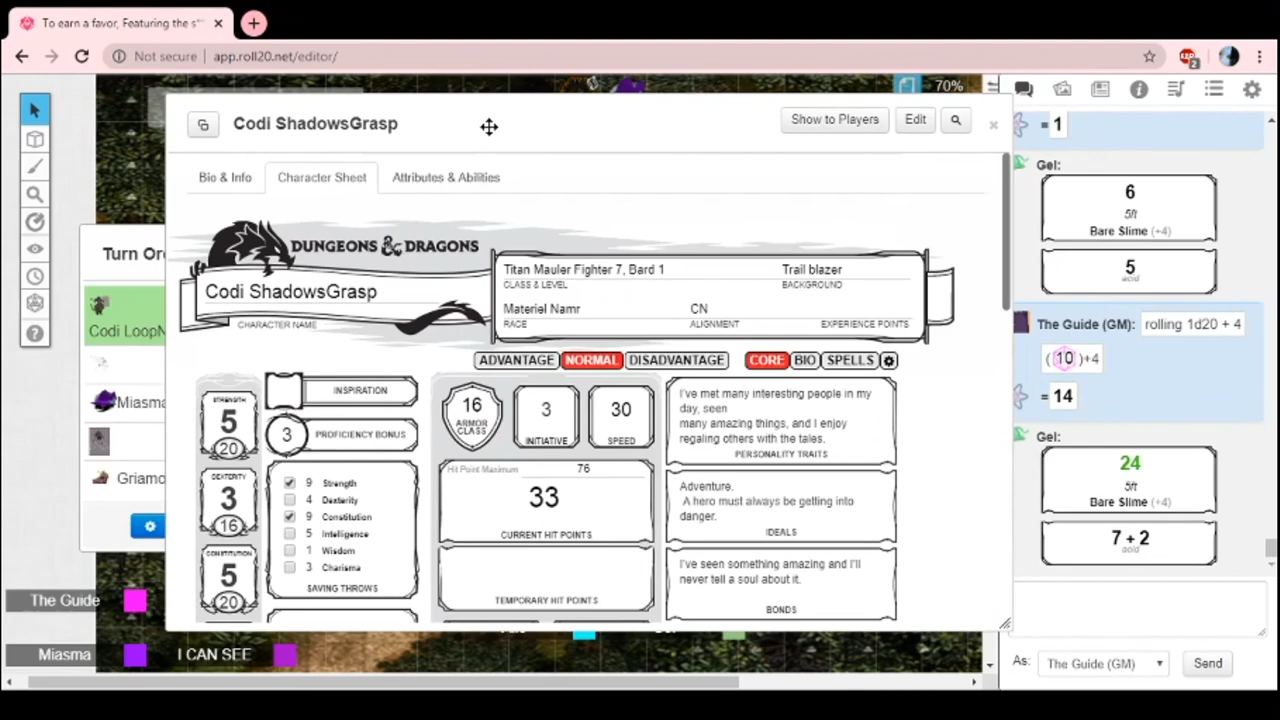 To earn a favor, Featuring the s
Not secure app.roll20.net/editor/
70%
Codi ShadowsGrasp
Show to Players
Edit
Bio & Info
Character Sheet
Attributes & Abilities
DUNGEONS & DRAGONS
Codi ShadowsGrasp
CHARACTER NAME
Titan Mauler Fighter 7, Bard 1
CLASS & LEVEL
Trail blazer
BACKGROUND
Materiel Namr
RACE
CN
ALIGNMENT
EXPERIENCE POINTS
ADVANTAGE NORMAL DISADVANTAGE
CORE BIO SPELLS
STRENGTH
5
20
DEXTERITY
3
16
CONSTITUTION
5
20
INSPIRATION
3 PROFICIENCY BONUS
9 Strength
4 Dexterity
9 Constitution
5 Intelligence
1 Wisdom
3 Charisma
SAVING THROWS
16
ARMOR
CLASS
3
INITIATIVE
30
SPEED
Hit Point Maximum 76
33
CURRENT HIT POINTS
TEMPORARY HIT POINTS
I've met many interesting people in my
day, seen
many amazing things, and I enjoy
regaling others with the tales.
PERSONALITY TRAITS
Adventure.
A hero must always be getting into
danger.
IDEALS
I've seen something amazing and I'll
never tell a soul about it.
BONDS
Turn Or
Codi LoopN
Miasma
Griamo
The Guide
Miasma
I CAN SEE
= 1
Gel:
6
5ft
Bare Slime (+4)
5
acid
The Guide (GM): rolling 1d20 + 4
(10)+4
= 14
Gel:
24
5ft
Bare Slime (+4)
7 + 2
acid
As: The Guide (GM)
Send